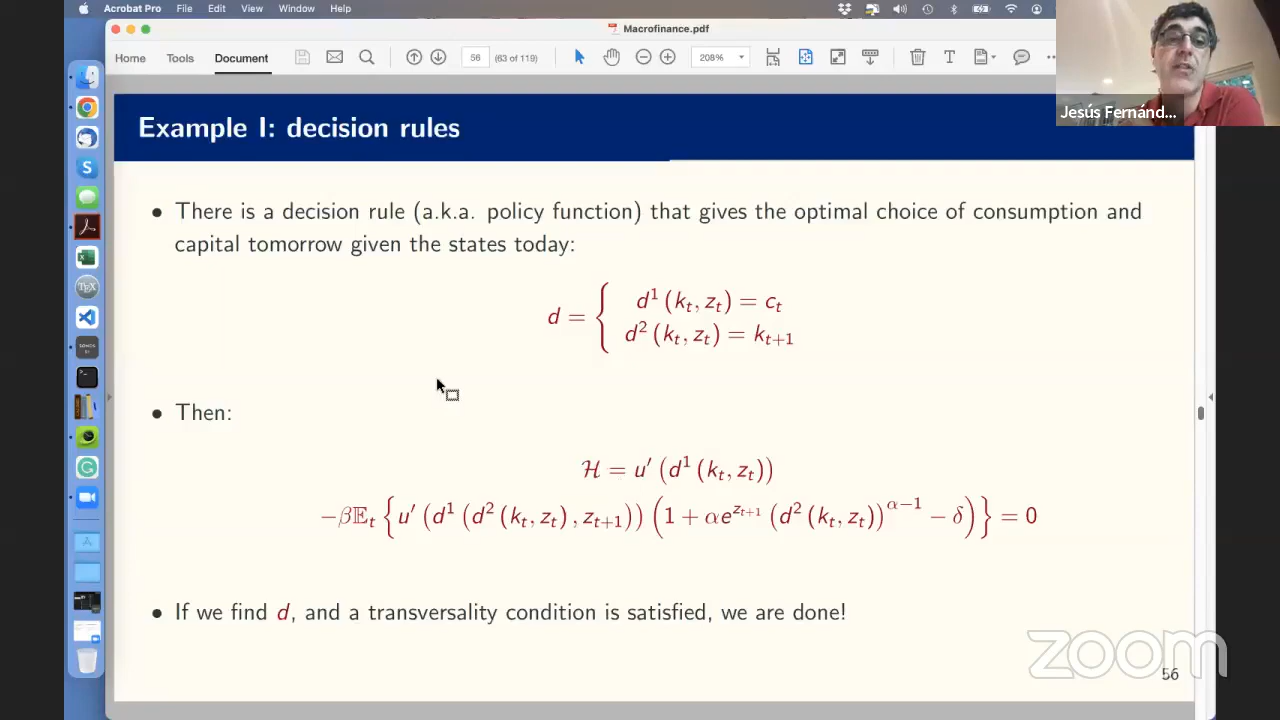 Acrobat Pro File Edit View Window Help
Macrofinance.pdf
Home Tools Document 56 (63 of 119) 208%
Jesús Fernánd...
Example I: decision rules
• There is a decision rule (a.k.a. policy function) that gives the optimal choice of consumption and
capital tomorrow given the states today:
d = { d¹ (kₜ, zₜ) = cₜ
d² (kₜ, zₜ) = kₜ₊₁
• Then:
ℋ = u′ (d¹ (kₜ, zₜ))
−β𝔼ₜ {u′ (d¹ (d² (kₜ, zₜ) , zₜ₊₁)) (1 + αe^{zₜ₊₁} (d² (kₜ, zₜ))^{α−1} − δ)} = 0
• If we find d, and a transversality condition is satisfied, we are done!
zoom
56